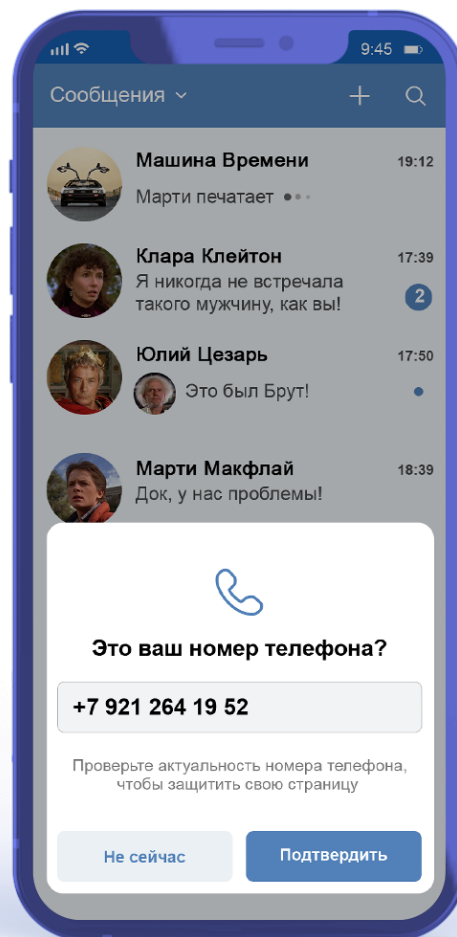 9:45
Сообщения
Машина Времени 19:12
Марти печатает
Клара Клейтон 17:39
Я никогда не встречала
такого мужчину, как вы! 2
Юлий Цезарь 17:50
Это был Брут!
Марти Макфлай 18:39
Док, у нас проблемы!
Это ваш номер телефона?
+7 921 264 19 52
Проверьте актуальность номера телефона,
чтобы защитить свою страницу
Не сейчас Подтвердить